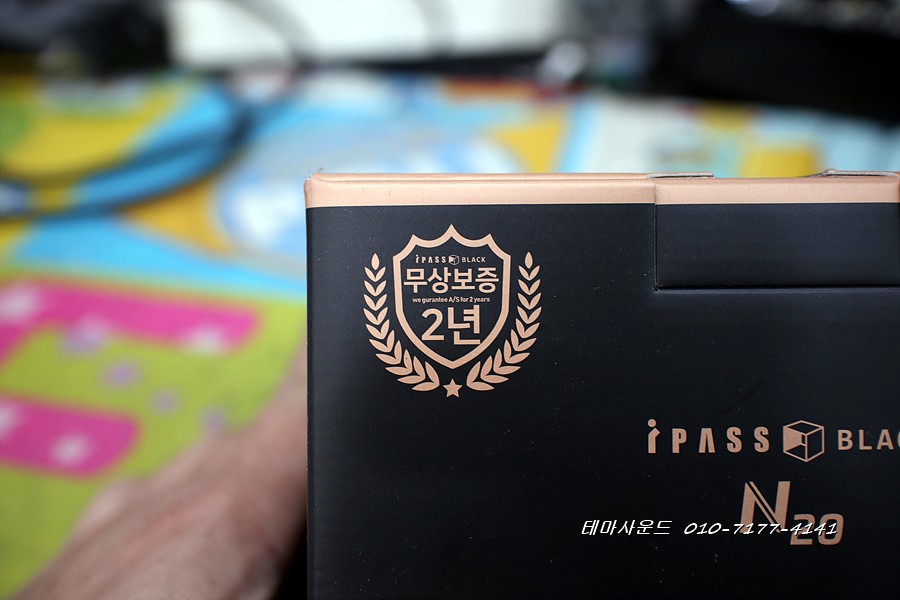 iPASS BLACK
무상보증
we gurantee A/S for 2 years
2년
iPASS BLAC
N20
테마사운드 010-7177-4141